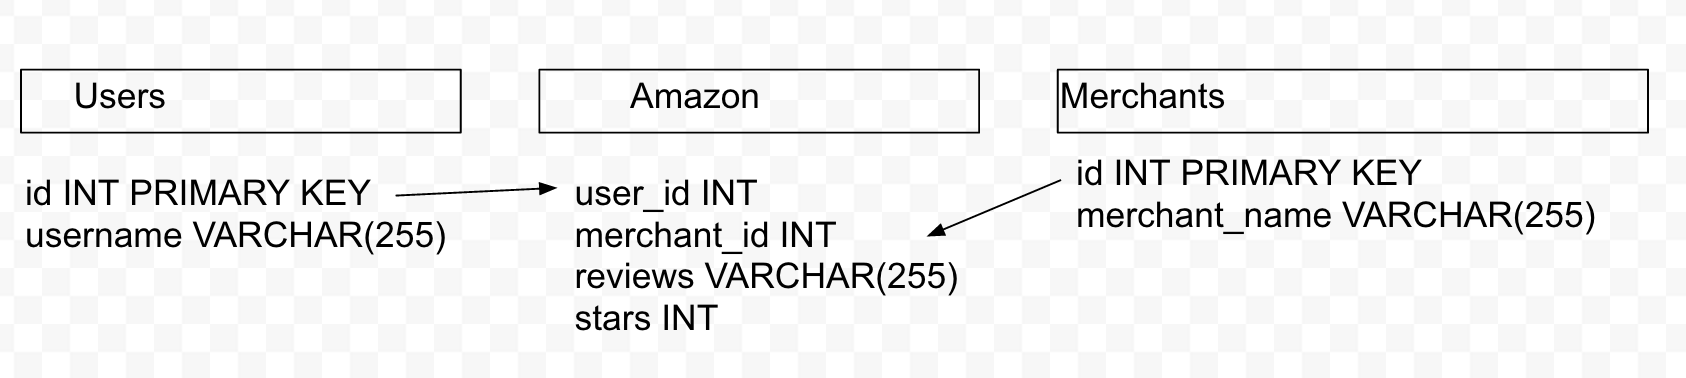 Users
id INT PRIMARY KEY
username VARCHAR(255)
Amazon
user_id INT
merchant_id INT
reviews VARCHAR(255)
stars INT
Merchants
id INT PRIMARY KEY
merchant_name VARCHAR(255)